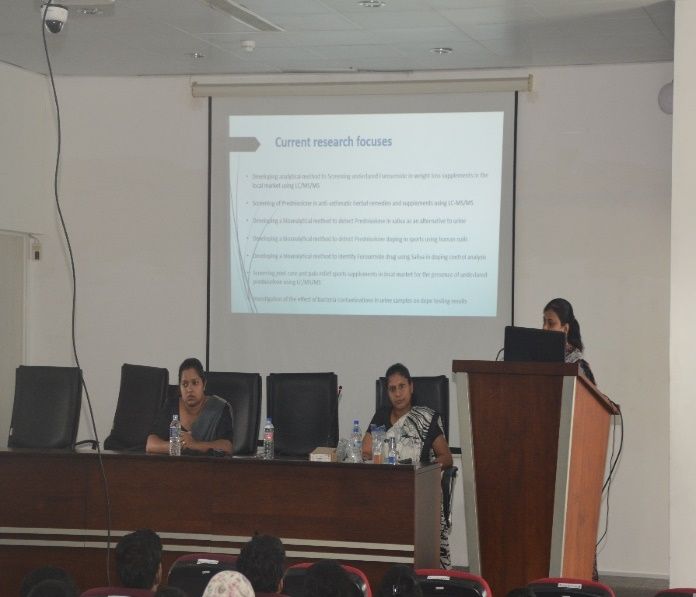 Current research focuses
Developing analytical method to Screening undeclared Furosemide in weight loss supplements in the
local market using LC/MS/MS
Screening of Prednisolone in anti-asthmatic herbal remedies and supplements using LC-MS/MS
Developing a bioanalytical method to detect Prednisolone in saliva as an alternative to urine
Developing a bioanalytical method to detect Prednisolone doping in sports using human nails
Developing a bioanalytical method to identify Furosemide drug using Saliva in doping control analysis
Screening joint care and pain relief sports supplements in local market for the presence of undeclared
prednisolone using LC/MS/MS
Investigation of the effect of bacteria contaminations in urine samples on dope testing results